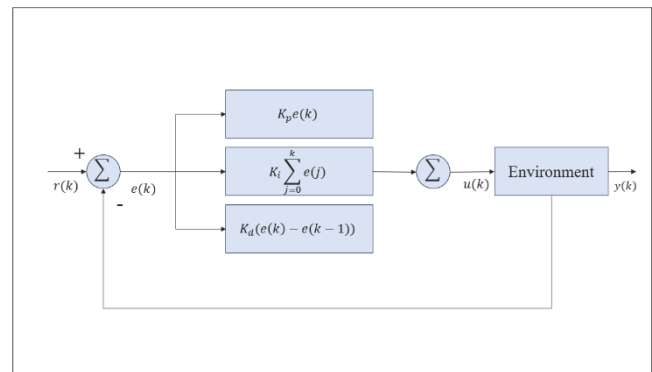 K_p e(k)
+
∑
r(k)
e(k)
-
K_i ∑_{j=0}^{k} e(j)
∑
u(k)
Environment
y(k)
K_d(e(k) − e(k − 1))